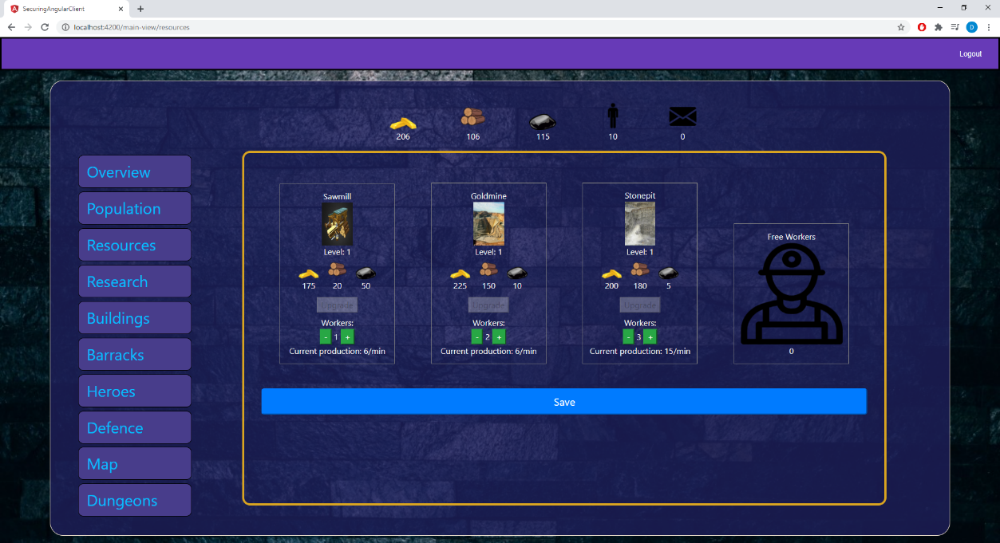 SecuringAngularClient
localhost:4200/main-view/resources
D
Logout
206 106 115 10 0
Overview
Population
Resources
Research
Buildings
Barracks
Heroes
Defence
Map
Dungeons
Sawmill
Level: 1
175 20 50
Upgrade
Workers:
- 1 +
Current production: 6/min
Goldmine
Level: 1
225 150 10
Upgrade
Workers:
- 2 +
Current production: 6/min
Stonepit
Level: 1
200 180 5
Upgrade
Workers:
- 3 +
Current production: 15/min
Free Workers
0
Save